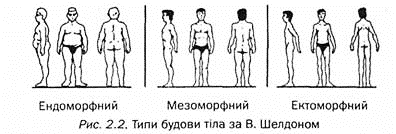 Ендоморфний Мезоморфний Ектоморфний
Рис. 2.2. Типи будови тіла за В. Шелдоном